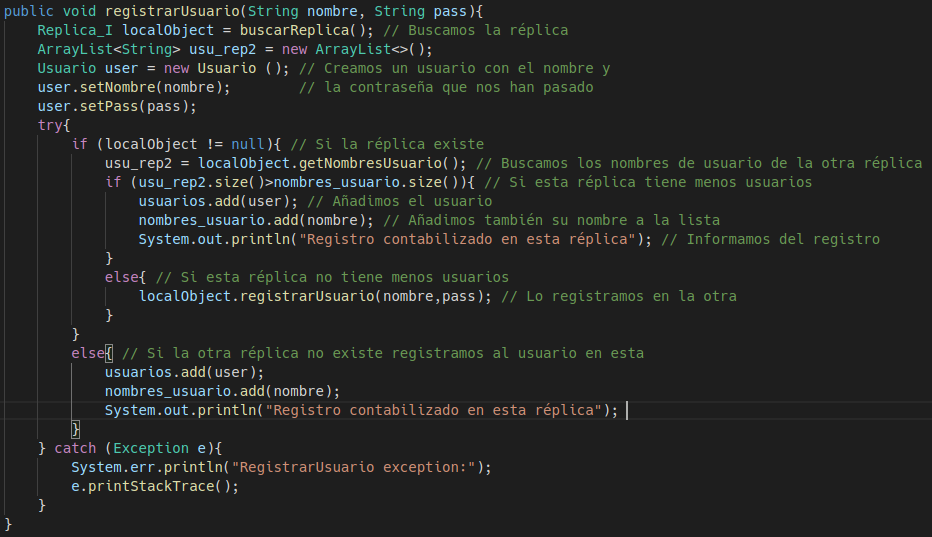 public void registrarUsuario(String nombre, String pass){
    Replica_I localObject = buscarReplica(); // Buscamos la réplica
    ArrayList<String> usu_rep2 = new ArrayList<>();
    Usuario user = new Usuario (); // Creamos un usuario con el nombre y
    user.setNombre(nombre);        // la contraseña que nos han pasado
    user.setPass(pass);
    try{
        if (localObject != null){ // Si la réplica existe
            usu_rep2 = localObject.getNombresUsuario(); // Buscamos los nombres de usuario de la otra réplica
            if (usu_rep2.size()>nombres_usuario.size()){ // Si esta réplica tiene menos usuarios
                usuarios.add(user); // Añadimos el usuario
                nombres_usuario.add(nombre); // Añadimos también su nombre a la lista
                System.out.println("Registro contabilizado en esta réplica"); // Informamos del registro
            }
            else{ // Si esta réplica no tiene menos usuarios
                localObject.registrarUsuario(nombre,pass); // Lo registramos en la otra
            }
        }
        else{ // Si la otra réplica no existe registramos al usuario en esta
            usuarios.add(user);
            nombres_usuario.add(nombre);
            System.out.println("Registro contabilizado en esta réplica");
        }
    } catch (Exception e){
        System.err.println("RegistrarUsuario exception:");
        e.printStackTrace();
    }
}